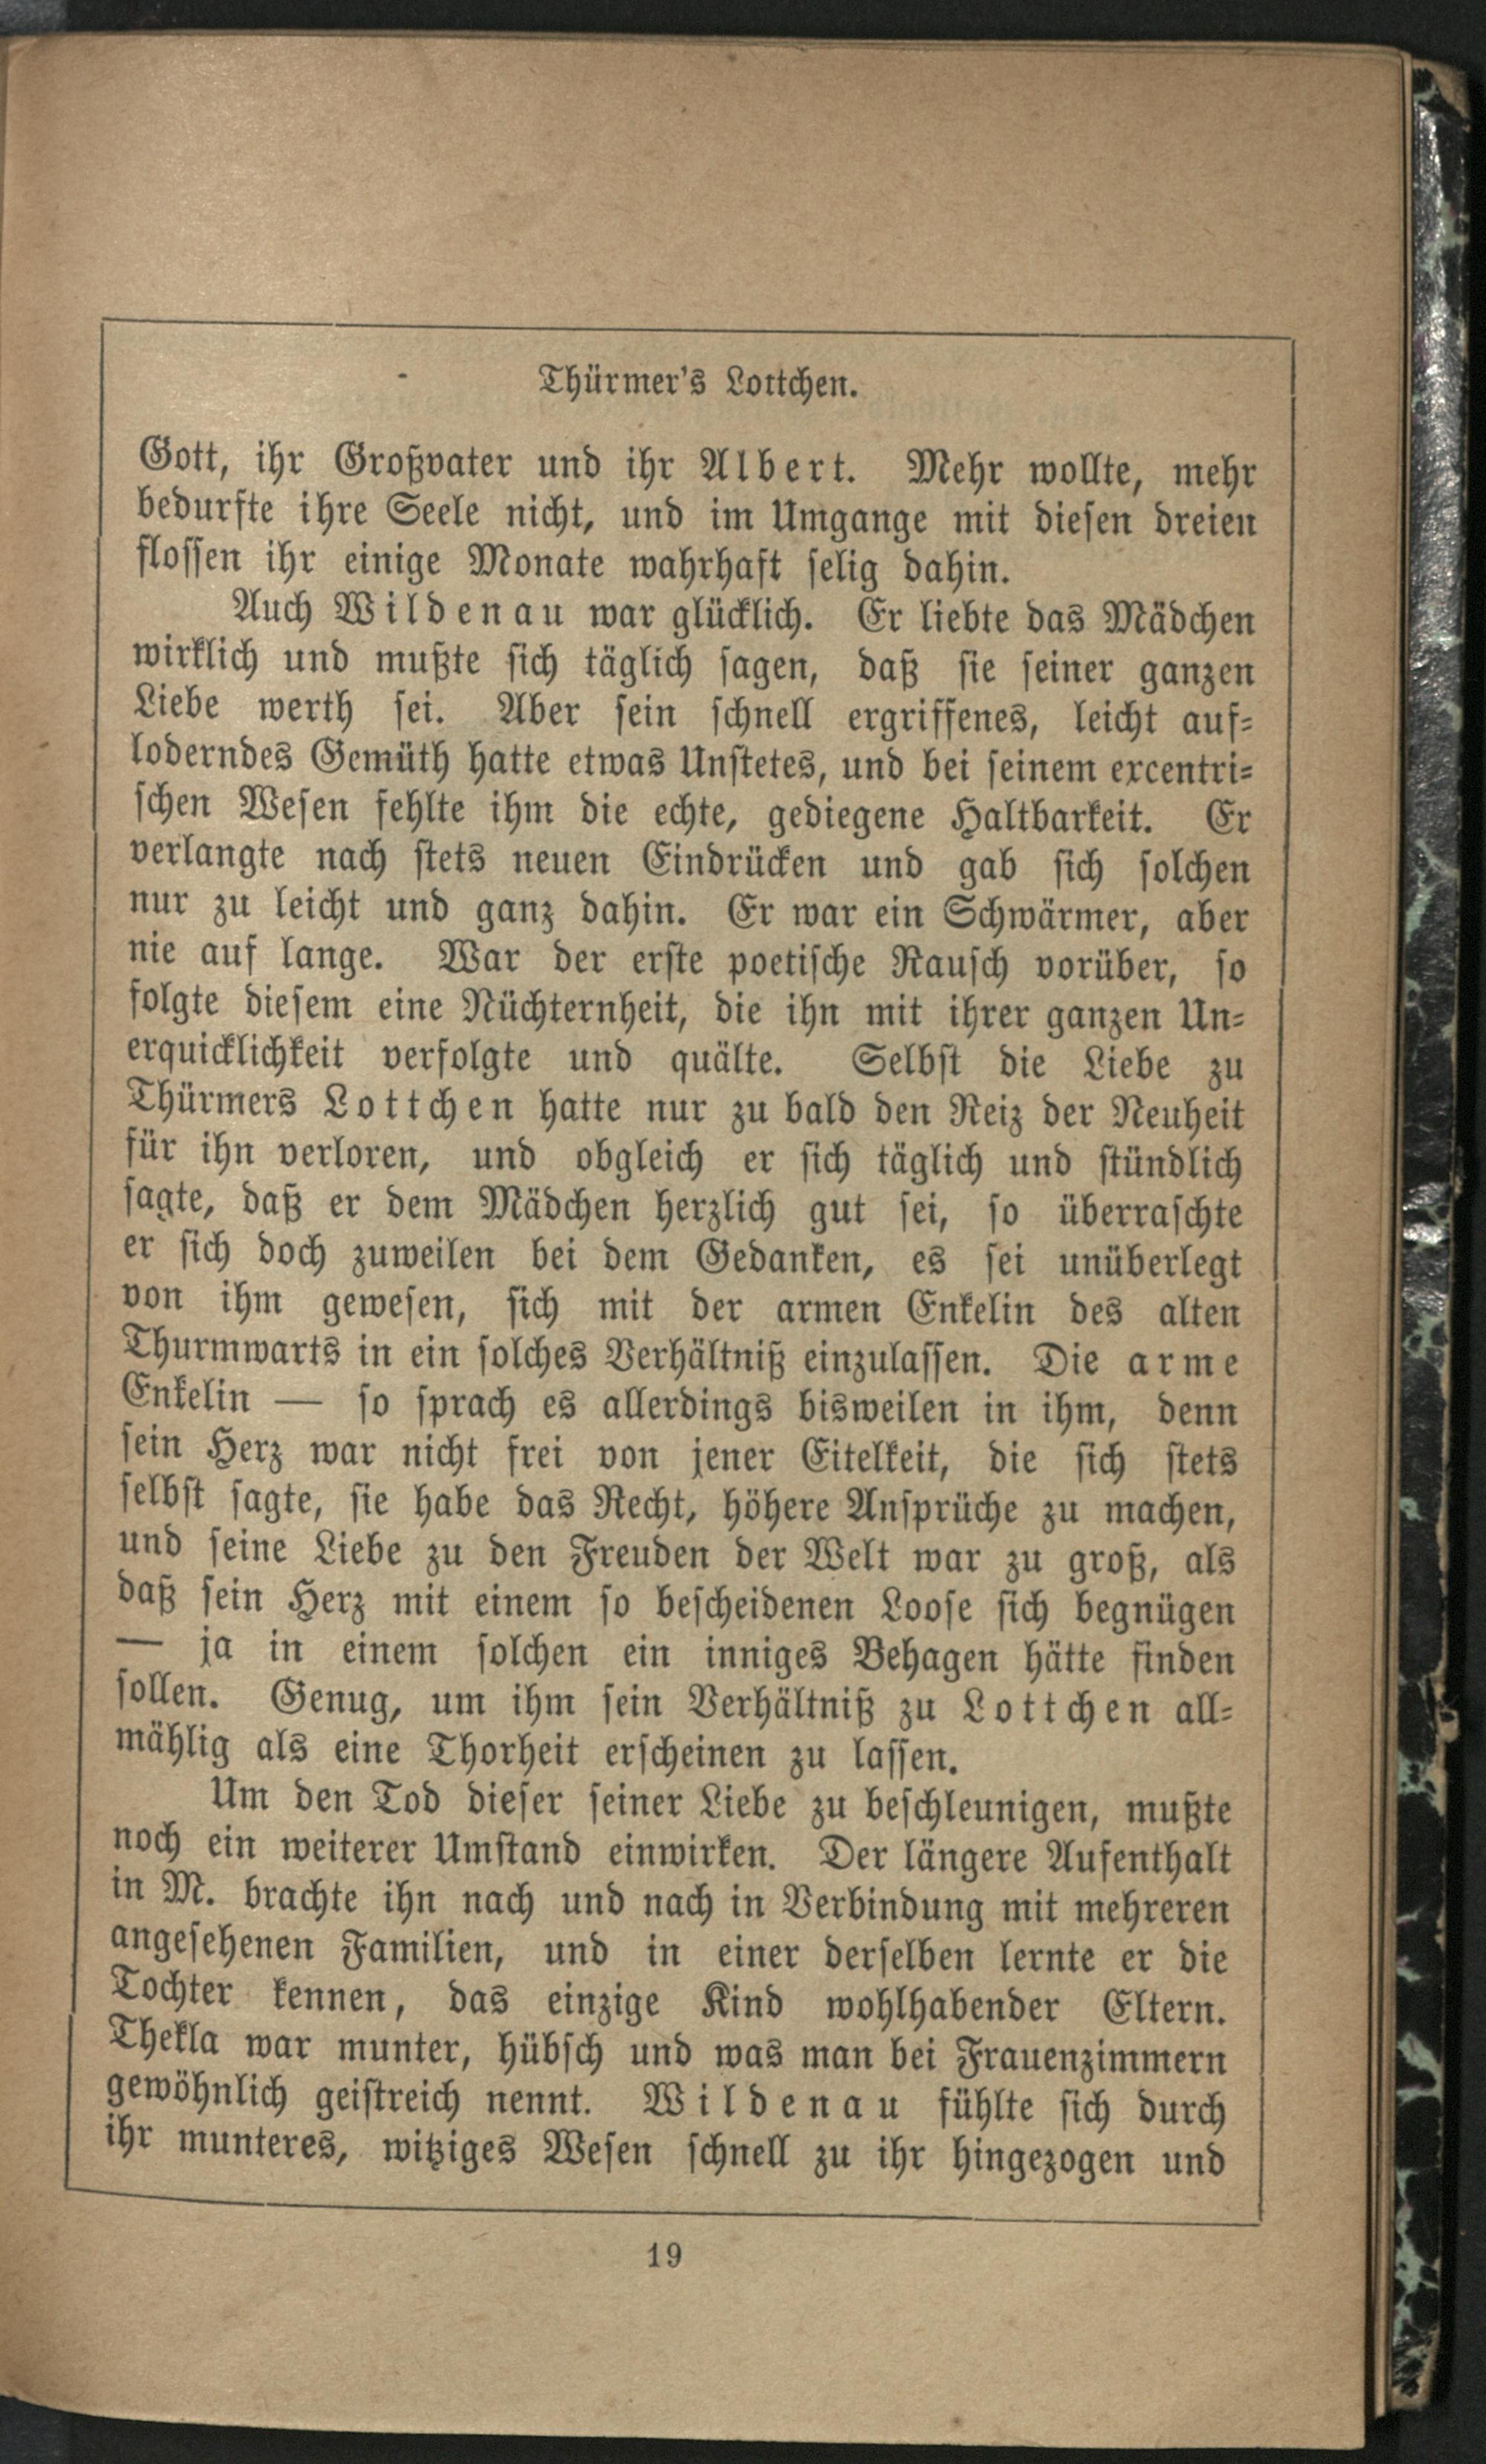 Thürmer's Lottchen.
Gott, ihr Großvater und ihr Albert. Mehr wollte, mehr
bedurfte ihre Seele nicht, und im Umgange mit diesen dreien
flossen ihr einige Monate wahrhaft selig dahin.
Auch Wildenau war glücklich. Er liebte das Mädchen
wirklich und mußte sich täglich sagen, daß sie seiner ganzen
Liebe werth sei. Aber sein schnell ergriffenes, leicht auf-
loderndes Gemüth hatte etwas Unstetes, und bei seinem excentri-
schen Wesen fehlte ihm die echte, gediegene Haltbarkeit. Er
verlangte nach stets neuen Eindrücken und gab sich solchen
nur zu leicht und ganz dahin. Er war ein Schwärmer, aber
nie auf lange. War der erste poetische Rausch vorüber, so
folgte diesem eine Nüchternheit, die ihn mit ihrer ganzen Un-
erquicklichkeit verfolgte und quälte. Selbst die Liebe zu
Thürmers Lottchen hatte nur zu bald den Reiz der Neuheit
für ihn verloren, und obgleich er sich täglich und stündlich
sagte, daß er dem Mädchen herzlich gut sei, so überraschte
er sich doch zuweilen bei dem Gedanken, es sei unüberlegt
von ihm gewesen, sich mit der armen Enkelin des alten
Thurmwarts in ein solches Verhältniß einzulassen. Die arme
Enkelin — so sprach es allerdings bisweilen in ihm, denn
sein Herz war nicht frei von jener Eitelkeit, die sich stets
selbst sagte, sie habe das Recht, höhere Ansprüche zu machen,
und seine Liebe zu den Freuden der Welt war zu groß, als
daß sein Herz mit einem so bescheidenen Loose sich begnügen
— ja in einem solchen ein inniges Behagen hätte finden
sollen. Genug, um ihm sein Verhältniß zu Lottchen all-
mählig als eine Thorheit erscheinen zu lassen.
Um den Tod dieser seiner Liebe zu beschleunigen, mußte
noch ein weiterer Umstand einwirken. Der längere Aufenthalt
in M. brachte ihn nach und nach in Verbindung mit mehreren
angesehenen Familien, und in einer derselben lernte er die
Tochter kennen, das einzige Kind wohlhabender Eltern.
Thekla war munter, hübsch und was man bei Frauenzimmern
gewöhnlich geistreich nennt. Wildenau fühlte sich durch
ihr munteres, witziges Wesen schnell zu ihr hingezogen und
19